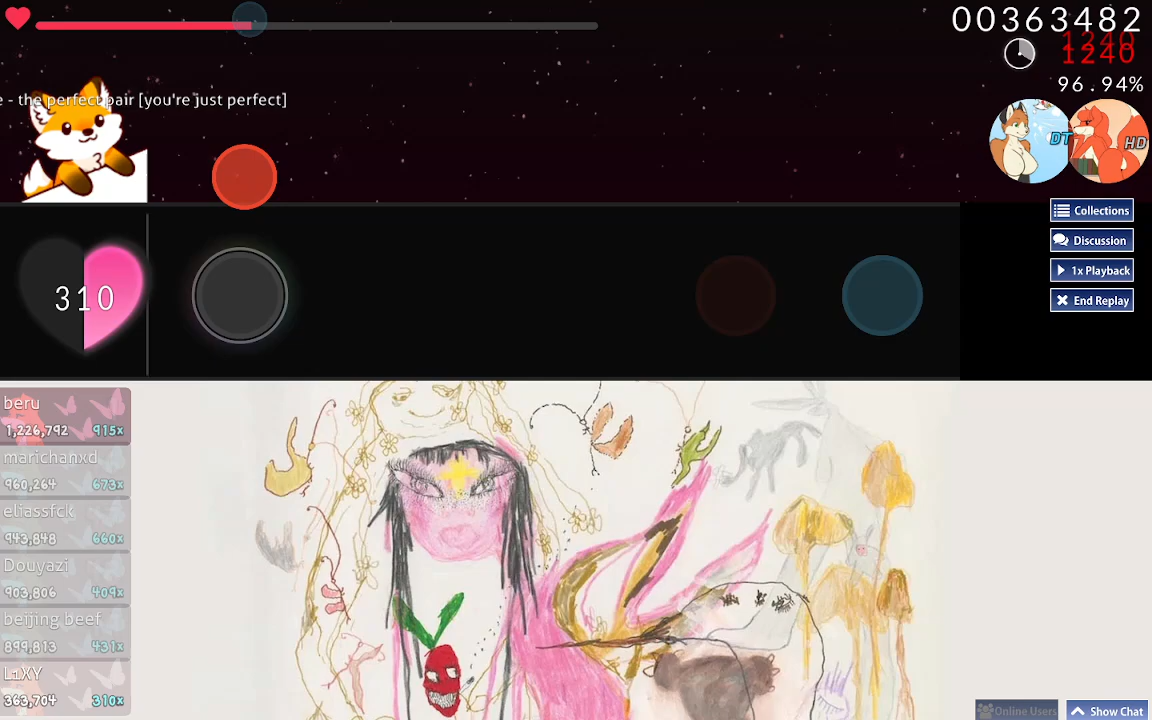 00363482
1240
1240
96.94%
e - the perfect pair [you're just perfect]
DT
HD
Collections
Discussion
1x Playback
End Replay
310
beru
1,226,792 915x
marichanxd
960,264 673x
eliassfck
943,848 660x
Douyazi
903,806 409x
beijing beef
899,813 431x
L1XY
363,704 310x
Online Users
Show Chat